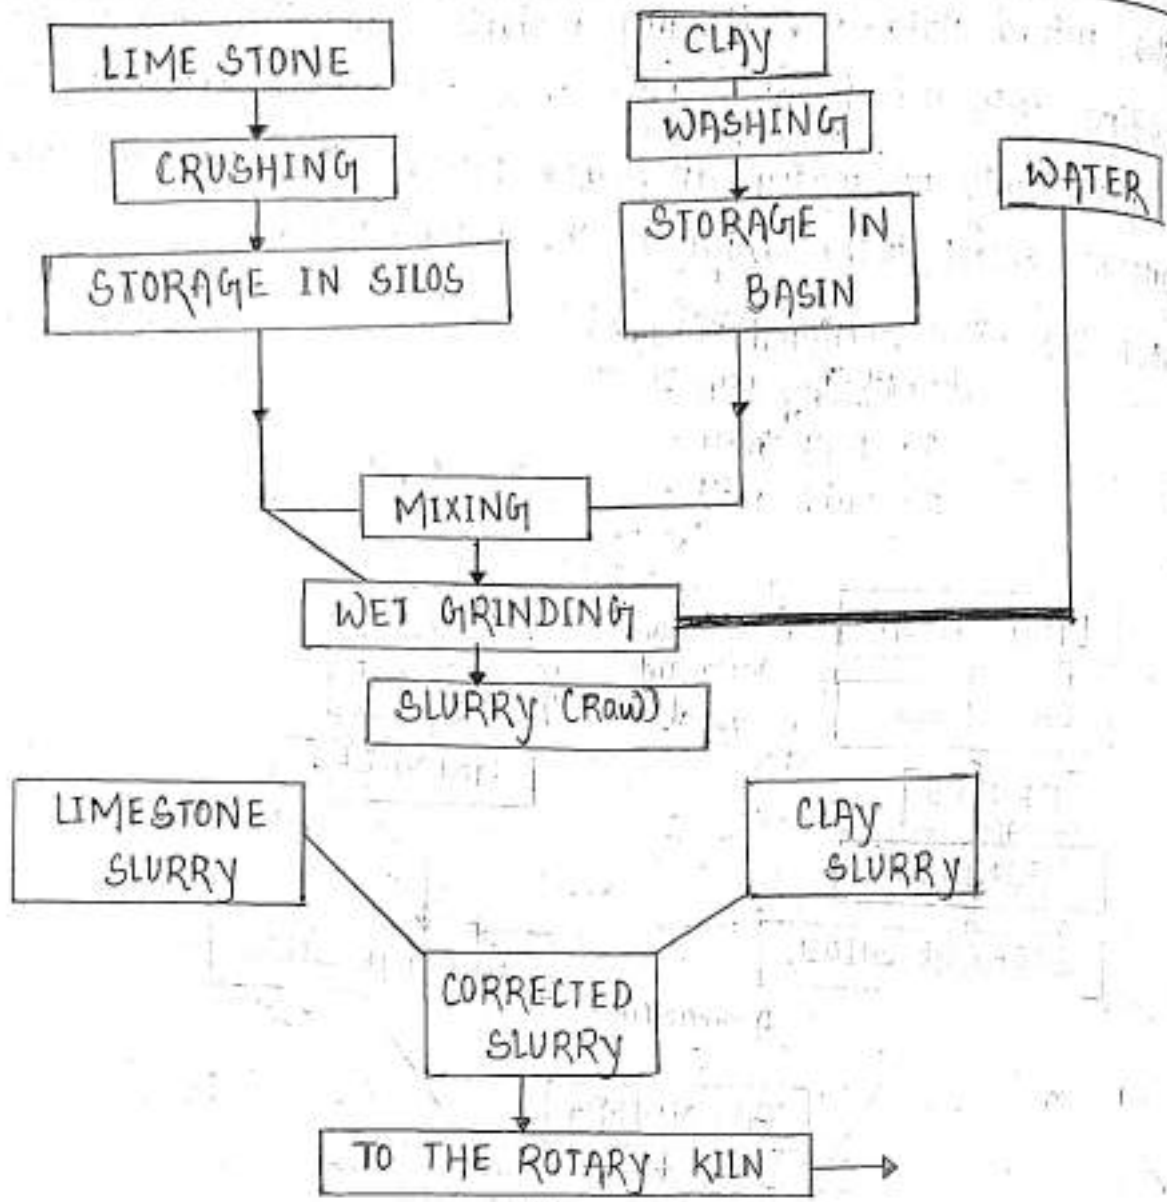 LIME STONE
CLAY
CRUSHING
WASHING
WATER
STORAGE IN SILOS
STORAGE IN
BASIN
MIXING
WET GRINDING
SLURRY (Raw)
LIMESTONE
SLURRY
CLAY
SLURRY
CORRECTED
SLURRY
TO THE ROTARY KILN